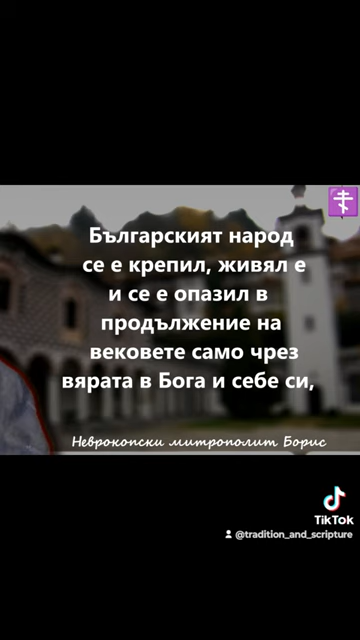 Българският народ
се е крепил, живял е
и се е опазил в
продължение на
вековете само чрез
вярата в Бога и себе си,
Неврокопски митрополит Борис
TikTok
@tradition_and_scripture